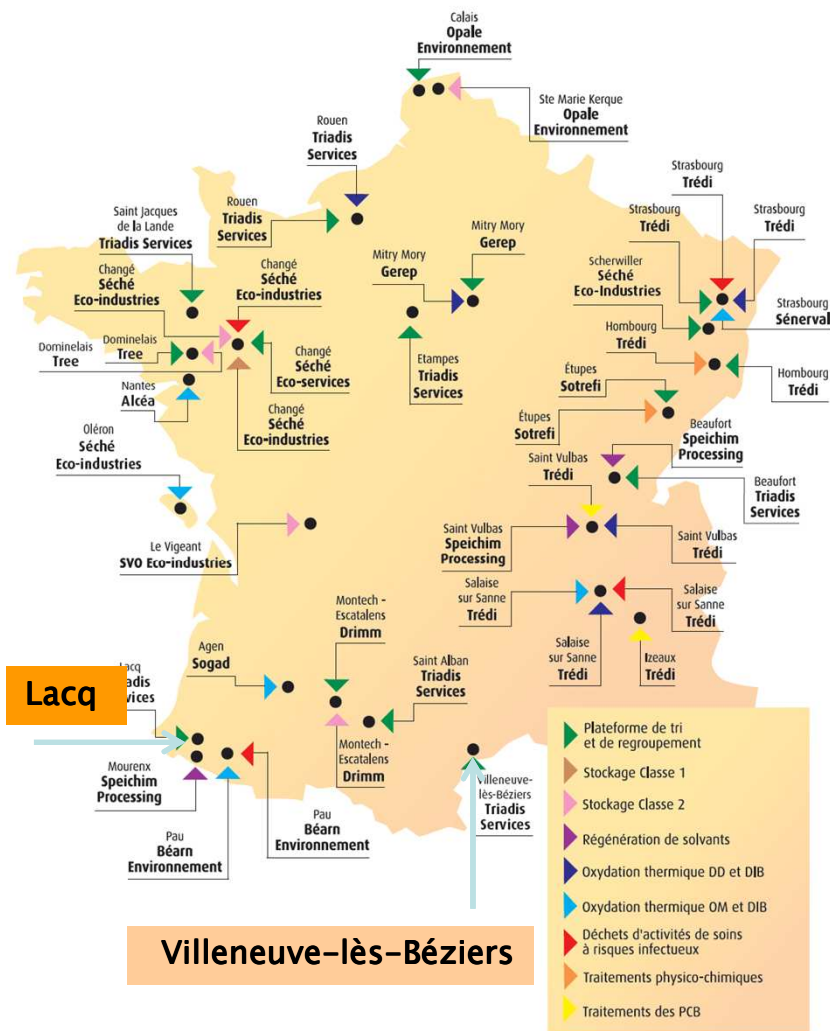 Calais
Opale
Environnement
Ste Marie Kerque
Opale
Environnement
Rouen
Triadis
Services
Rouen
Triadis
Services
Saint Jacques
de la Lande
Triadis Services
Changé
Séché
Eco-industries
Changé
Séché
Eco-industries
Dominelais
Tree
Dominelais
Tree
Changé
Séché
Eco-services
Nantes
Alcéa
Changé
Séché
Eco-industries
Oléron
Séché
Eco-industries
Mitry Mory
Gerep
Mitry Mory
Gerep
Etampes
Triadis
Services
Strasbourg
Trédi
Strasbourg
Trédi
Strasbourg
Trédi
Scherwiller
Séché
Eco-Industries
Strasbourg
Sénerval
Hombourg
Trédi
Hombourg
Trédi
Étupes
Sotrefi
Étupes
Sotrefi
Beaufort
Speichim
Processing
Beaufort
Triadis
Services
Saint Vulbas
Trédi
Saint Vulbas
Speichim
Processing
Saint Vulbas
Trédi
Le Vigeant
SVO Eco-industries
Salaise
sur Sanne
Trédi
Salaise
sur Sanne
Trédi
Salaise
sur Sanne
Trédi
Izeaux
Trédi
Agen
Sogad
Montech -
Escatalens
Drimm
Saint Alban
Triadis
Services
Montech -
Escatalens
Drimm
Lacq
Mourenx
Speichim
Processing
Pau
Béarn
Environnement
Pau
Béarn
Environnement
Villeneuve-
lès-Béziers
Triadis
Services
Villeneuve-lès-Béziers
Plateforme de tri
et de regroupement
Stockage Classe 1
Stockage Classe 2
Régénération de solvants
Oxydation thermique DD et DIB
Oxydation thermique OM et DIB
Déchets d'activités de soins
à risques infectueux
Traitements physico-chimiques
Traitements des PCB